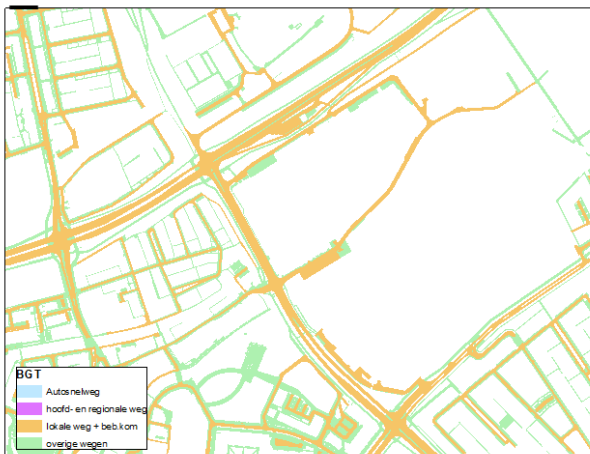 BGT
Autosnelweg
hoofd- en regionale weg
lokale weg + beb.kom
overige wegen